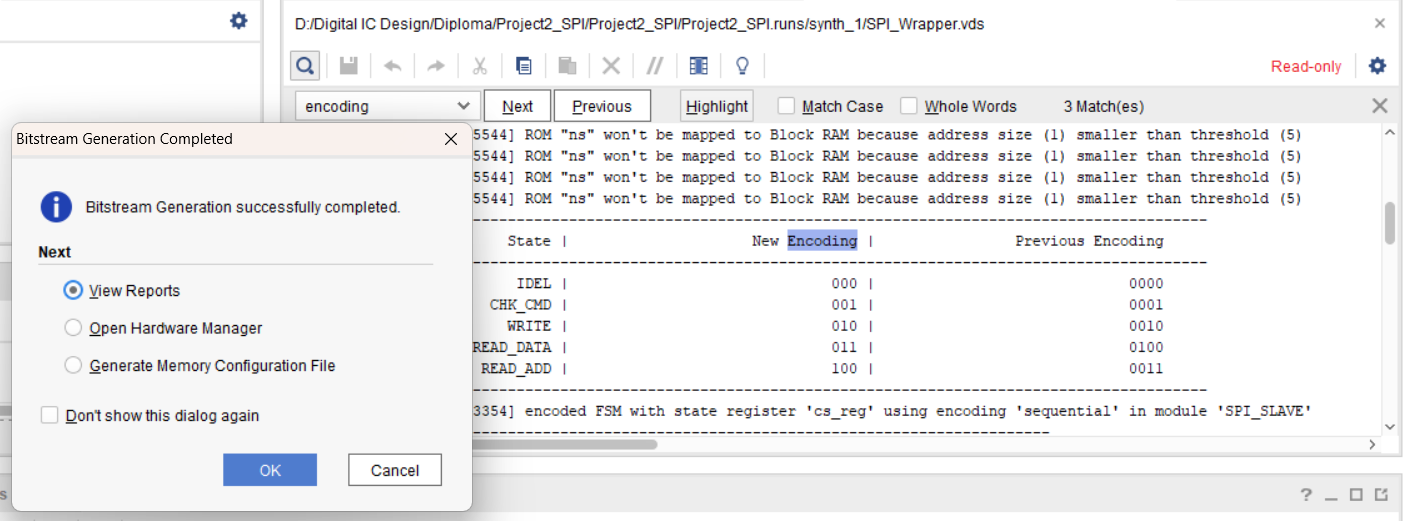 D:/Digital IC Design/Diploma/Project2_SPI/Project2_SPI/Project2_SPI.runs/synth_1/SPI_Wrapper.vds
Read-only
encoding Next Previous Highlight Match Case Whole Words 3 Match(es)
5544] ROM "ns" won't be mapped to Block RAM because address size (1) smaller than threshold (5)
5544] ROM "ns" won't be mapped to Block RAM because address size (1) smaller than threshold (5)
5544] ROM "ns" won't be mapped to Block RAM because address size (1) smaller than threshold (5)
5544] ROM "ns" won't be mapped to Block RAM because address size (1) smaller than threshold (5)
State | New Encoding | Previous Encoding
IDEL | 000 | 0000
CHK_CMD | 001 | 0001
WRITE | 010 | 0010
READ_DATA | 011 | 0100
READ_ADD | 100 | 0011
3354] encoded FSM with state register 'cs_reg' using encoding 'sequential' in module 'SPI_SLAVE'
Bitstream Generation Completed
Bitstream Generation successfully completed.
Next
View Reports
Open Hardware Manager
Generate Memory Configuration File
Don't show this dialog again
OK Cancel